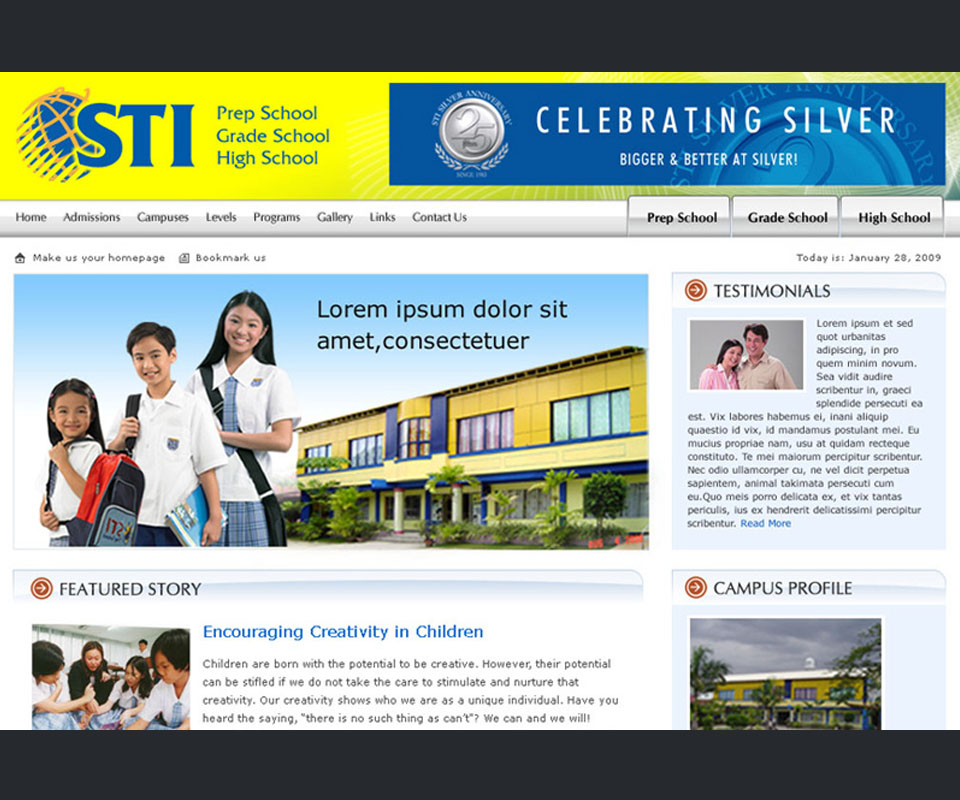 STI
Prep School
Grade School
High School
STI SILVER ANNIVERSARY
25
SINCE 1983
CELEBRATING SILVER
BIGGER & BETTER AT SILVER!
Home Admissions Campuses Levels Programs Gallery Links Contact Us
Prep School Grade School High School
Make us your homepage Bookmark us
Today is: January 28, 2009
Lorem ipsum dolor sit
amet,consectetuer
STI
TESTIMONIALS
Lorem ipsum et sed
quot urbanitas
adipiscing, in pro
quem minim novum.
Sea vidit audire
scribentur in, graeci
splendide persecuti ea
est. Vix labores habemus ei, inani aliquip
quaestio id vix, id mandamus postulant mei. Eu
mucius propriae nam, usu at quidam recteque
constituto. Te mei maiorum percipitur scribentur.
Nec odio ullamcorper cu, ne vel dicit perpetua
sapientem, animal takimata persecuti cum
eu.Quo meis porro delicata ex, et vix tantas
periculis, ius ex hendrerit delicatissimi percipitur
scribentur. Read More
FEATURED STORY
Encouraging Creativity in Children
Children are born with the potential to be creative. However, their potential
can be stifled if we do not take the care to stimulate and nurture that
creativity. Our creativity shows who we are as a unique individual. Have you
heard the saying, "there is no such thing as can't"? We can and we will!
CAMPUS PROFILE